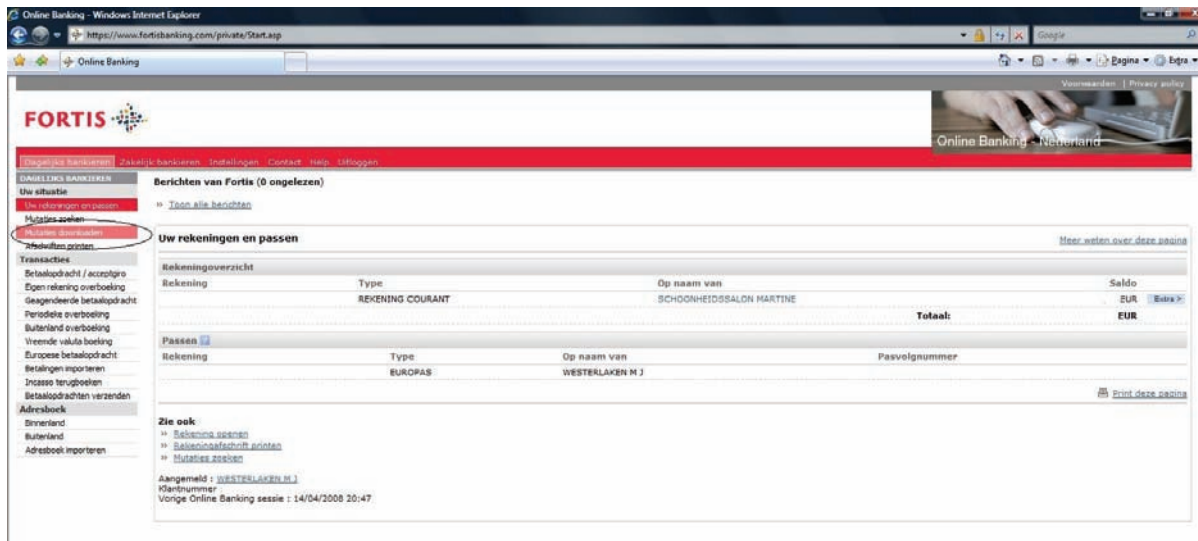 Online Banking - Windows Internet Explorer
https://www.fortisbanking.com/private/Start.asp
Google
Online Banking
Pagina
Extra
Voorwaarden | Privacy policy
FORTIS
Online Banking - Nederland
Dagelijks bankieren Zakelijk bankieren Instellingen Contact Help Uitloggen
DAGELIJKS BANKIEREN
Uw situatie
Uw rekeningen en passen
Mutaties zoeken
Mutaties downloaden
Afschriften printen
Transacties
Betaalopdracht / acceptgiro
Eigen rekening overboeking
Geagendeerde betaalopdracht
Periodieke overboeking
Buitenland overboeking
Vreemde valuta boeking
Europese betaalopdracht
Betalingen importeren
Incasso terugboeken
Betaalopdrachten verzenden
Adresboek
Binnenland
Buitenland
Adresboek importeren
Berichten van Fortis (0 ongelezen)
» Toon alle berichten
Uw rekeningen en passen
Meer weten over deze pagina
Rekeningoverzicht
Rekening Type Op naam van Saldo
REKENING COURANT SCHOONHEIDSSALON MARTINE EUR Extra >
Totaal: EUR
Passen ?
Rekening Type Op naam van Pasvolgnummer
EUROPAS WESTERLAKEN M J
Print deze pagina
Zie ook
» Rekening openen
» Rekeningafschrift printen
» Mutaties zoeken
Aangemeld : WESTERLAKEN M J
Klantnummer
Vorige Online Banking sessie : 14/04/2008 20:47